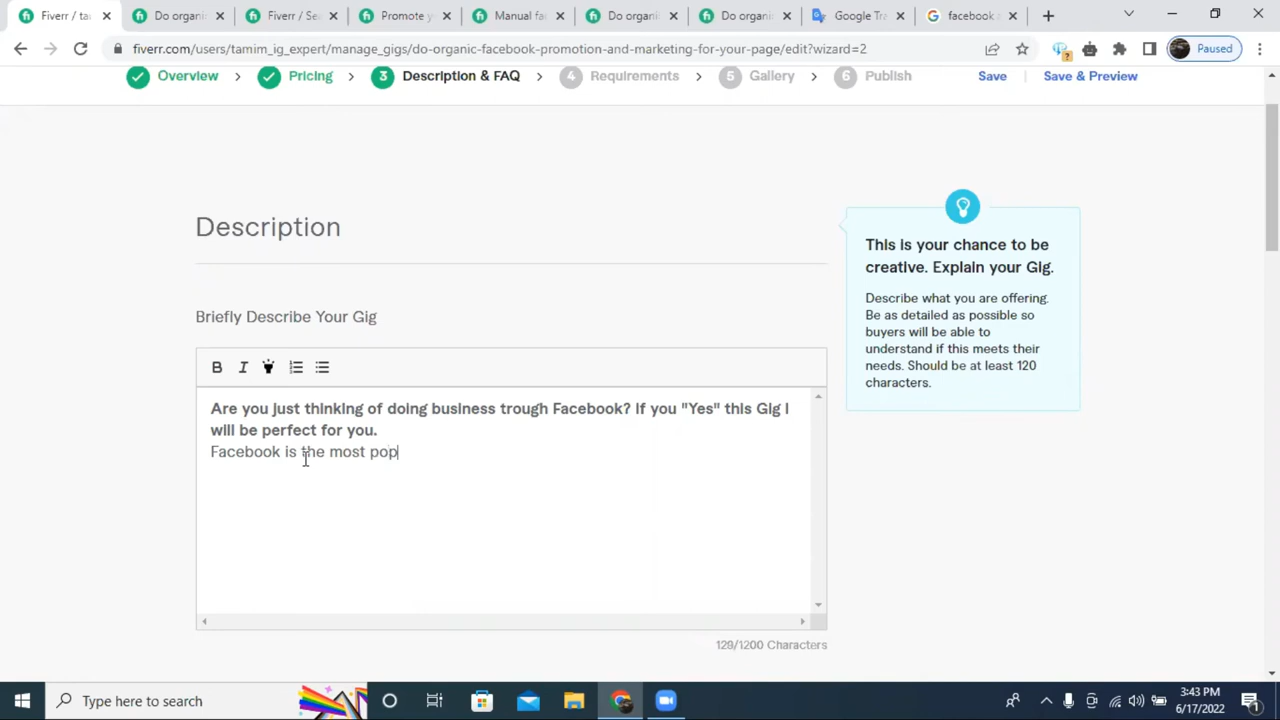 Fiverr / ta
Do organi
Fiverr / Se
Promote y
Manual fa
Do organi
Do organi
Google Tra
facebook
fiverr.com/users/tamim_ig_expert/manage_gigs/do-organic-facebook-promotion-and-marketing-for-your-page/edit?wizard=2
Paused
Overview
Pricing
3 Description & FAQ
4 Requirements
5 Gallery
6 Publish
Save
Save & Preview
Description
This is your chance to be
creative. Explain your Gig.
Describe what you are offering.
Be as detailed as possible so
buyers will be able to
understand if this meets their
needs. Should be at least 120
characters.
Briefly Describe Your Gig
B I
Are you just thinking of doing business trough Facebook? If you "Yes" this Gig I
will be perfect for you.
Facebook is the most pop
129/1200 Characters
Type here to search
3:43 PM
6/17/2022
1